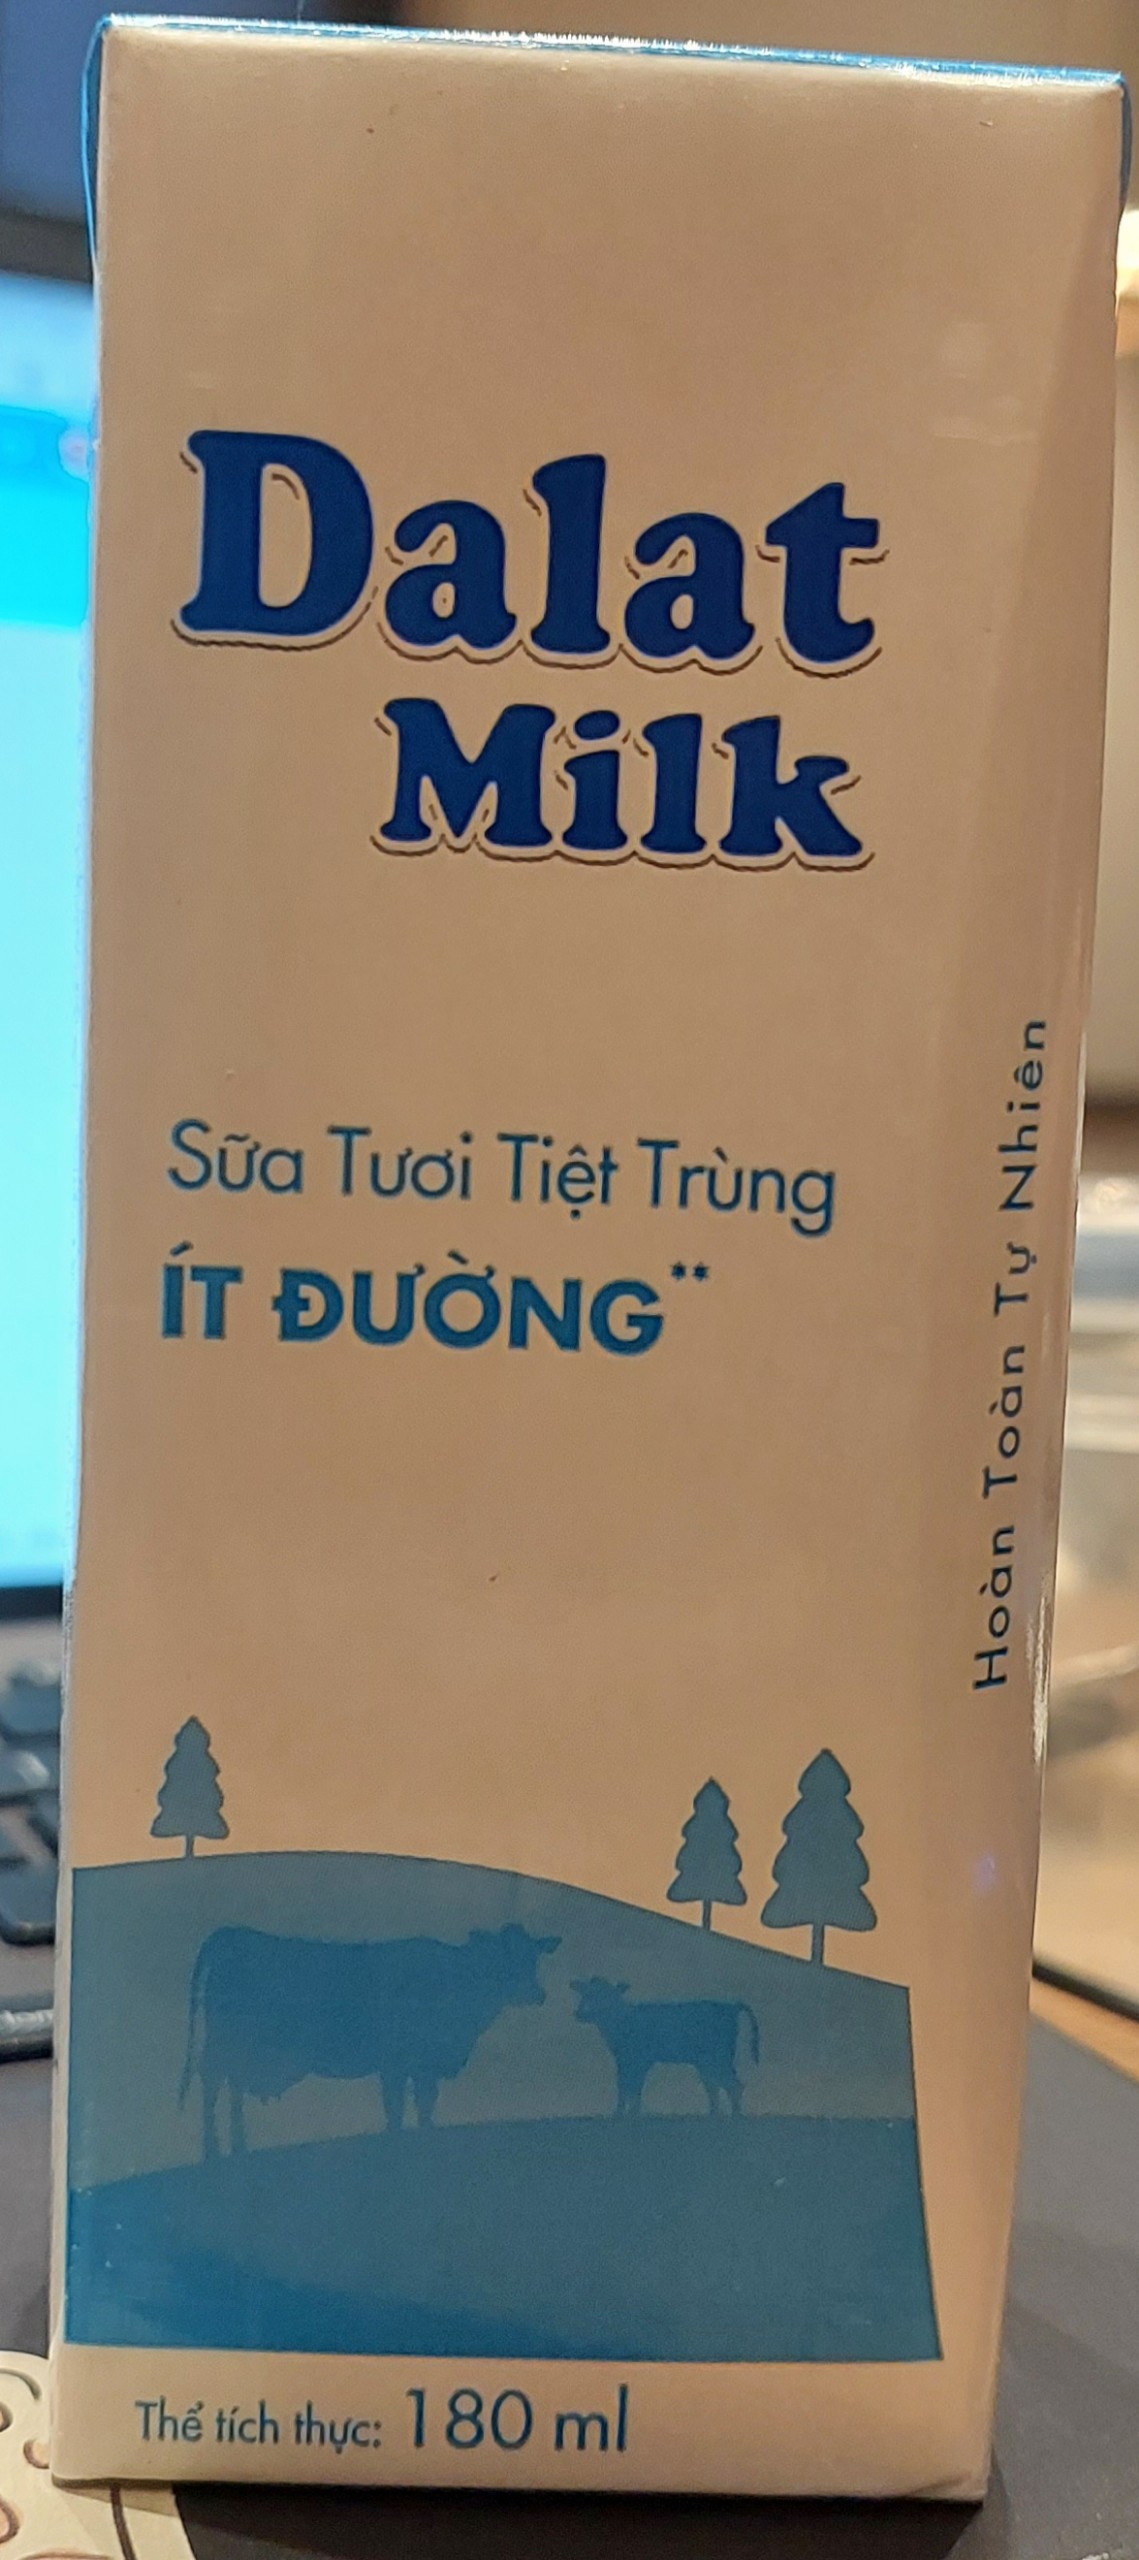 Dalat
Milk
Sữa Tươi Tiệt Trùng
ÍT ĐƯỜNG**
Hoàn Toàn Tự Nhiên
Thể tích thực: 180 ml